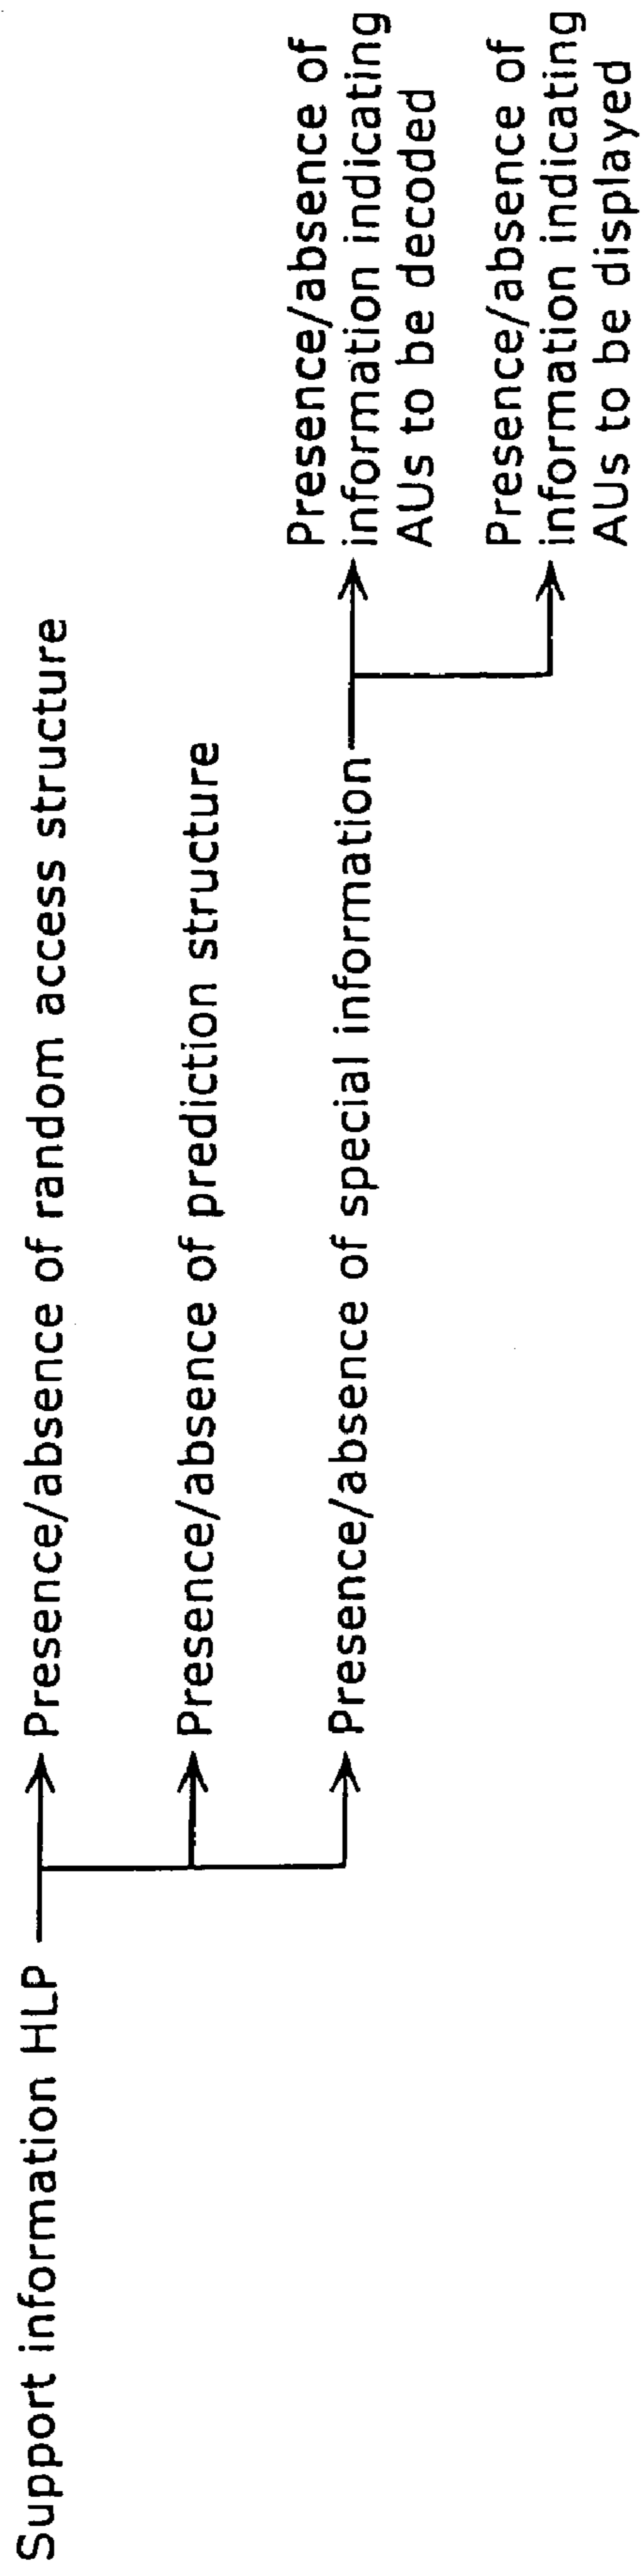 Support information HLP
Presence/absence of random access structure
Presence/absence of prediction structure
Presence/absence of special information
Presence/absence of
information indicating
AUs to be decoded
Presence/absence of
information indicating
AUs to be displayed